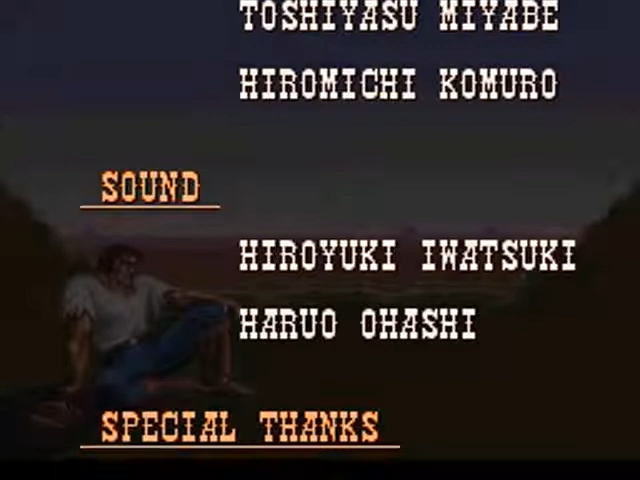 TOSHIYASU MIYABE
HIROMICHI KOMURO
SOUND
HIROYUKI IWATSUKI
HARUO OHASHI
SPECIAL THANKS